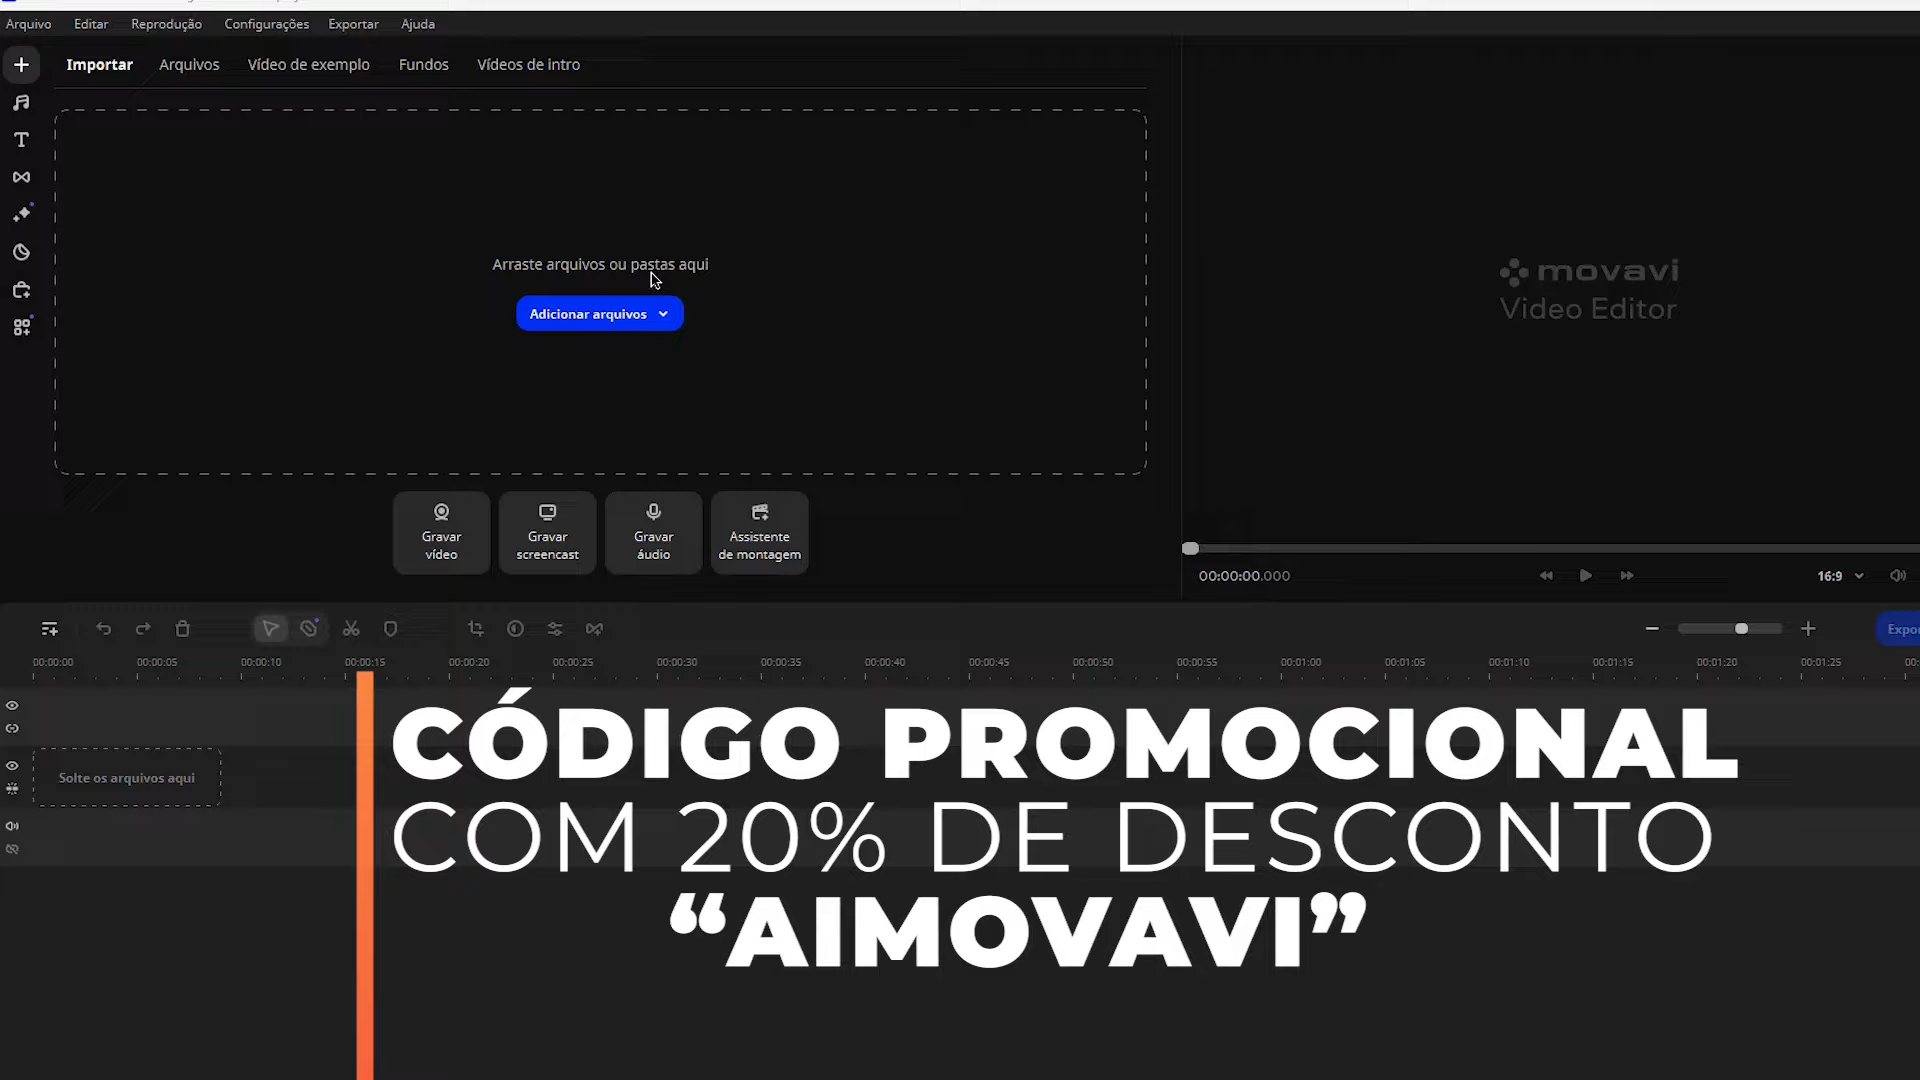 Arquivo Editar Reprodução Configurações Exportar Ajuda
Importar Arquivos Vídeo de exemplo Fundos Vídeos de intro
Arraste arquivos ou pastas aqui
Adicionar arquivos
movavi
Video Editor
Gravar vídeo
Gravar screencast
Gravar áudio
Assistente de montagem
00:00:00.000
16:9
00:00:00 00:00:05 00:00:10 00:00:15 00:00:20 00:00:25 00:00:30 00:00:35 00:00:40 00:00:45 00:00:50 00:00:55 00:01:00 00:01:05 00:01:10 00:01:15 00:01:20 00:01:25
Solte os arquivos aqui
CÓDIGO PROMOCIONAL
COM 20% DE DESCONTO
“AIMOVAVI”